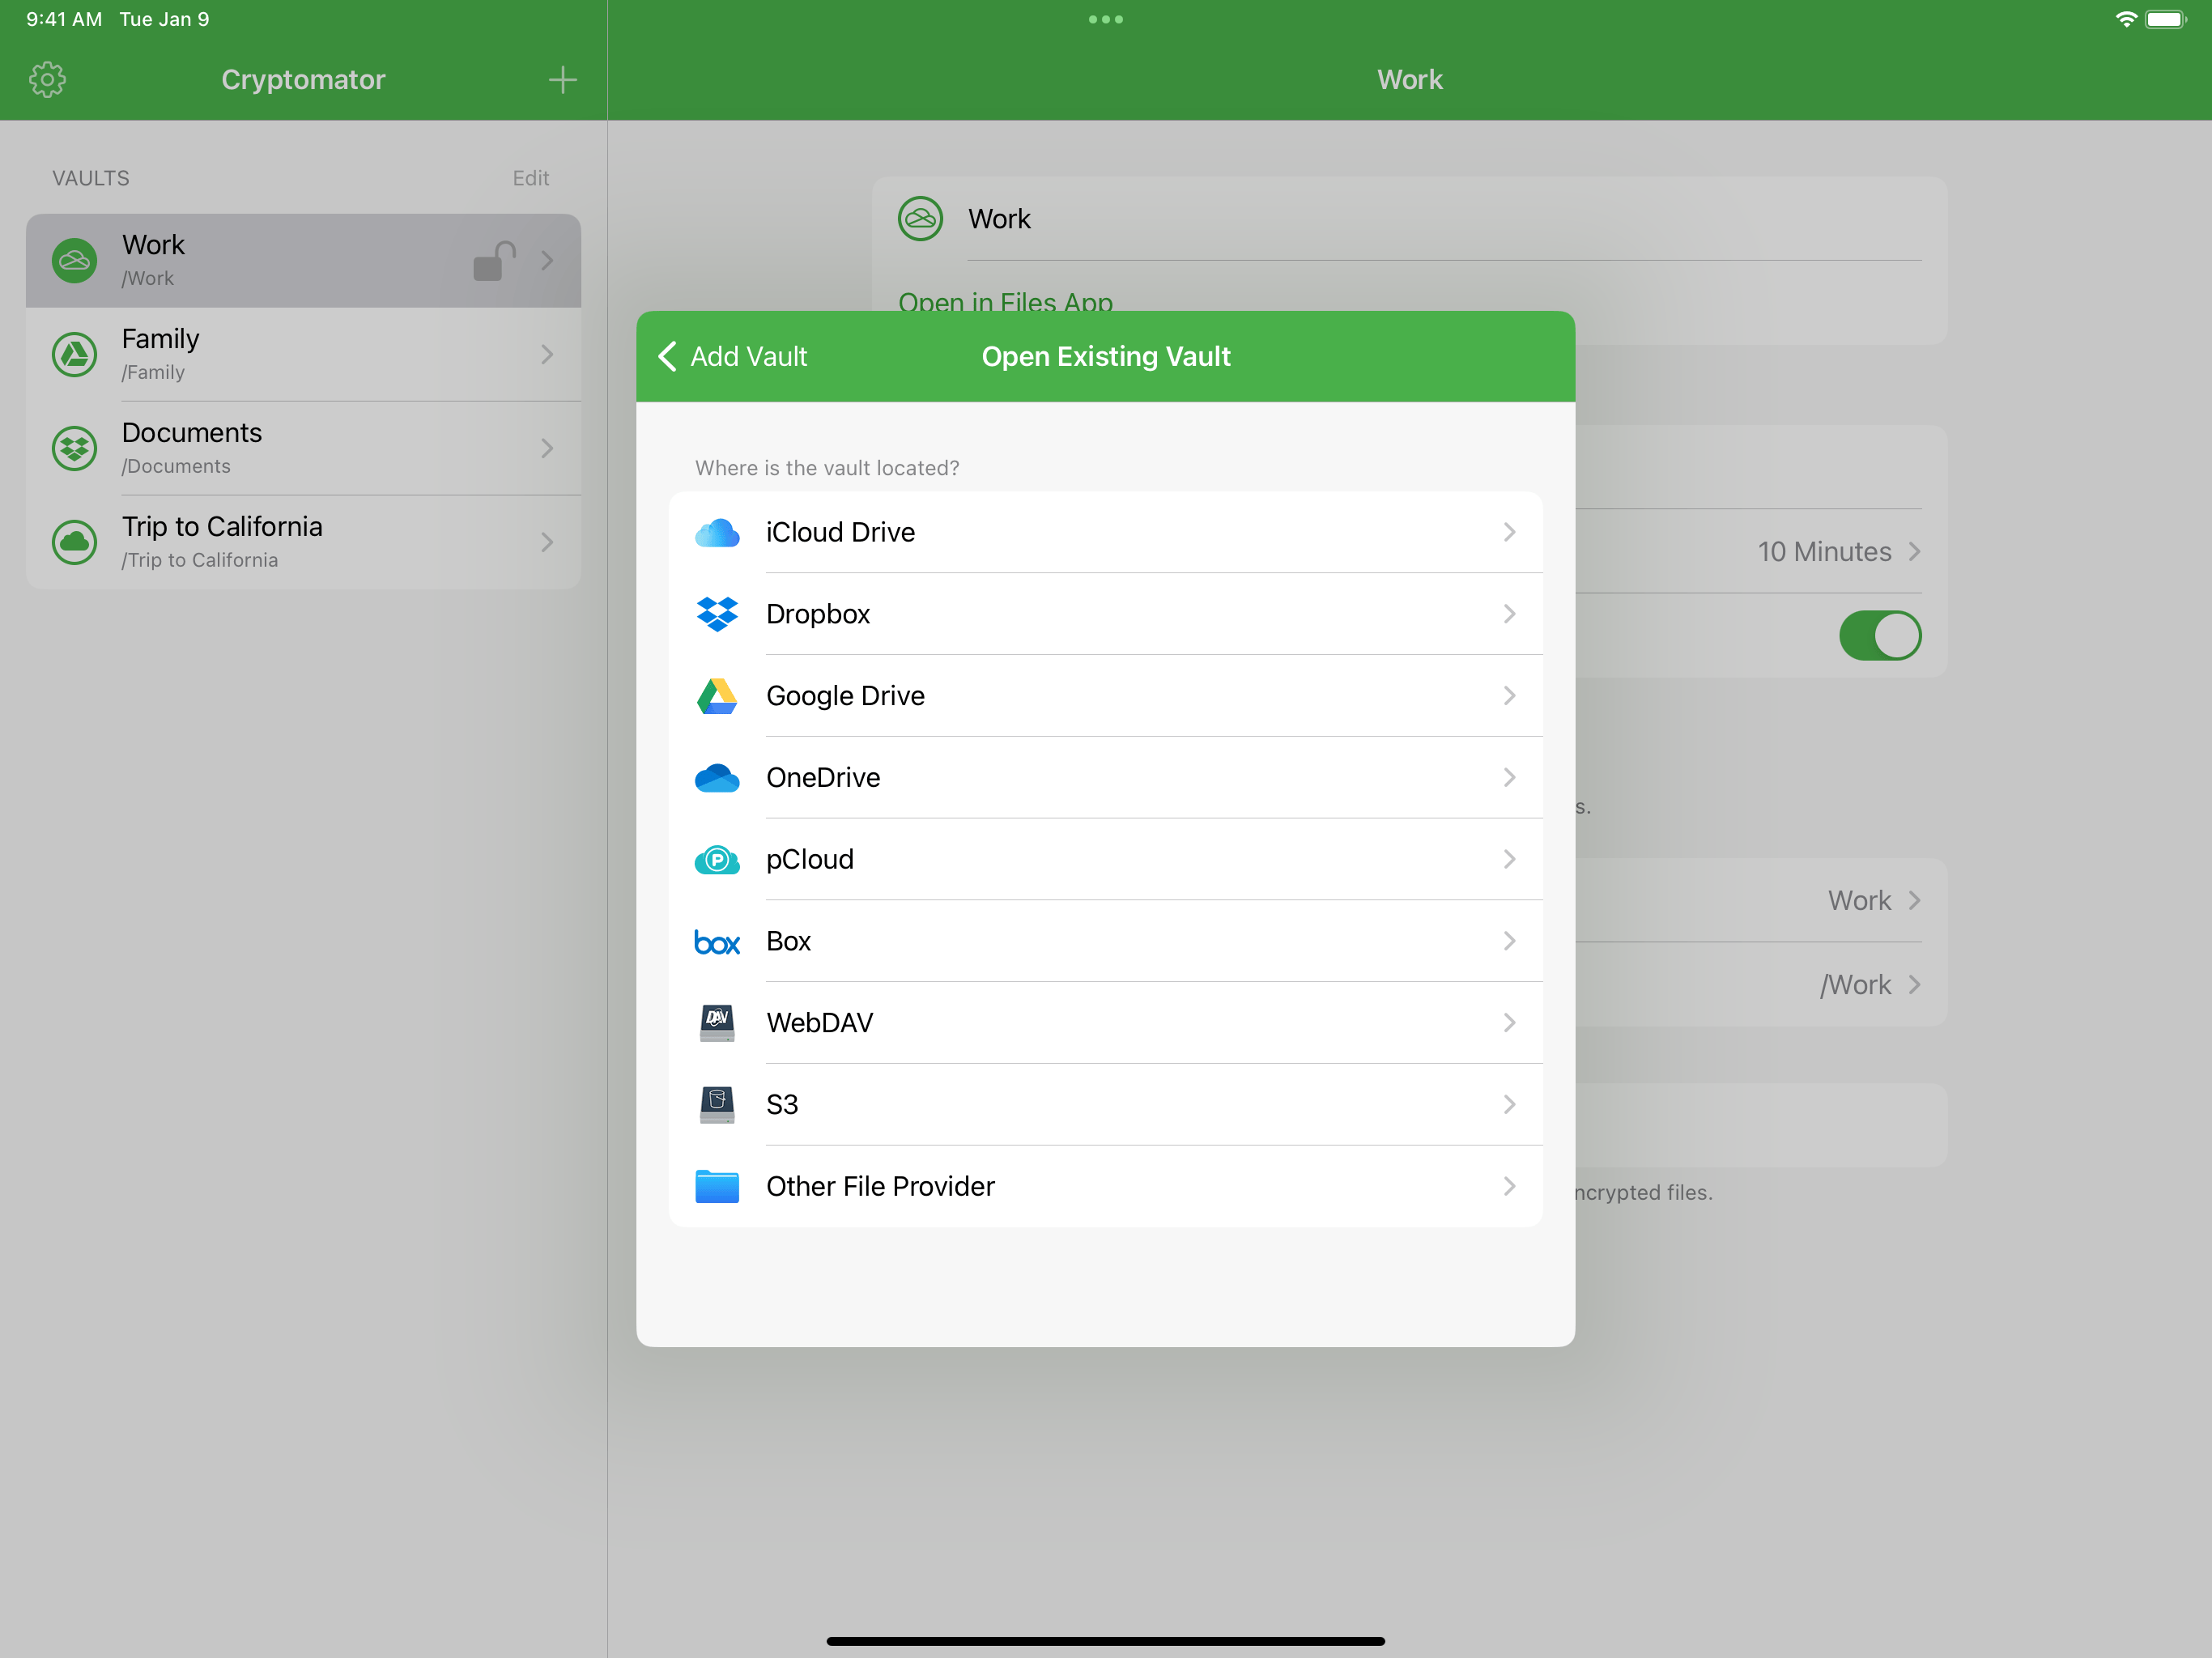 9:41 AM Tue Jan 9
Cryptomator
Work
VAULTS
Edit
Work
/Work
Family
/Family
Documents
/Documents
Trip to California
/Trip to California
Work
Open in Files App
10 Minutes
s.
Work
/Work
ncrypted files.
Add Vault
Open Existing Vault
Where is the vault located?
iCloud Drive
Dropbox
Google Drive
OneDrive
P
pCloud
box
Box
DAV
WebDAV
S3
Other File Provider